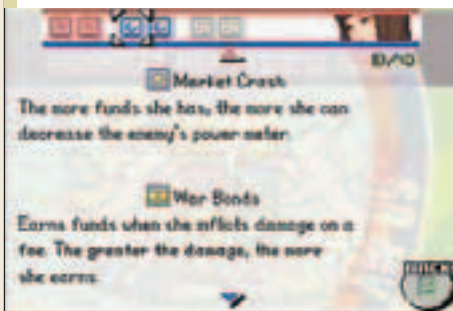 10/10
Market Crash
The more funds she has, the more she can
decrease the enemy's power meter.
War Bonds
Earns funds when she inflicts damage on a
foe. The greater the damage, the more
she earns.